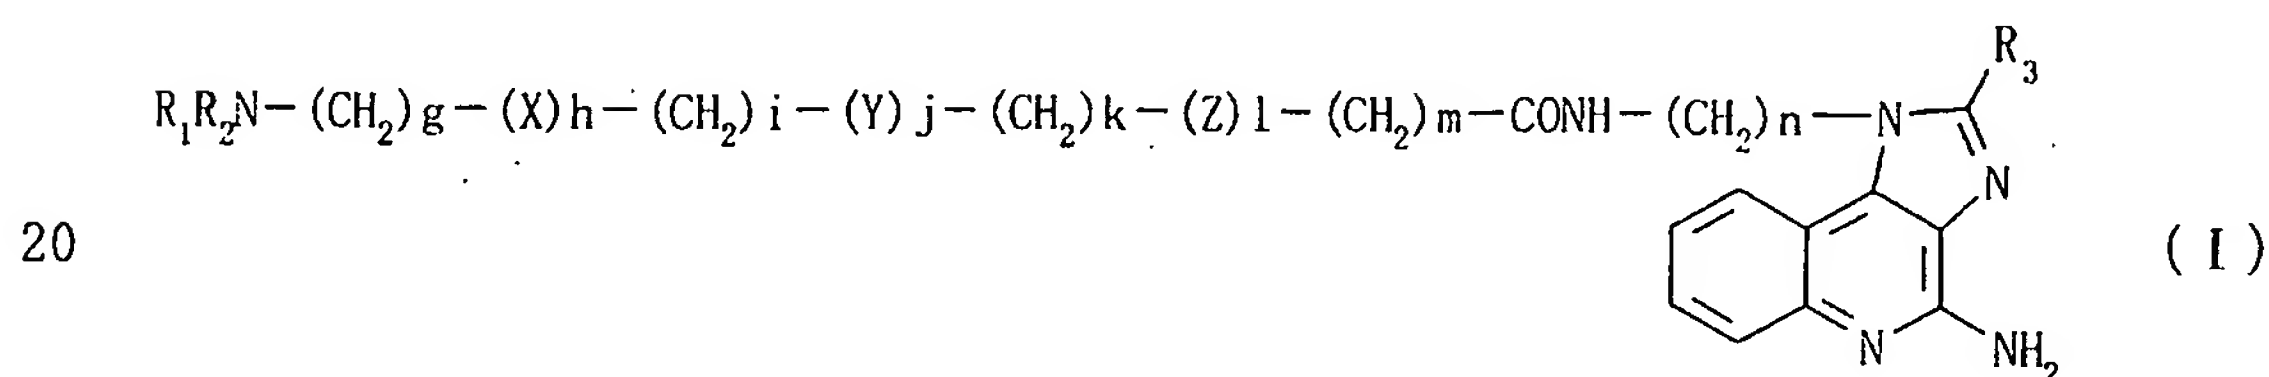 R₃
R₁R₂N—(CH₂)g—(X)h—(CH₂)i—(Y)j—(CH₂)k—(Z)l—(CH₂)m—CONH—(CH₂)n—N
N
20 (I)
N NH₂